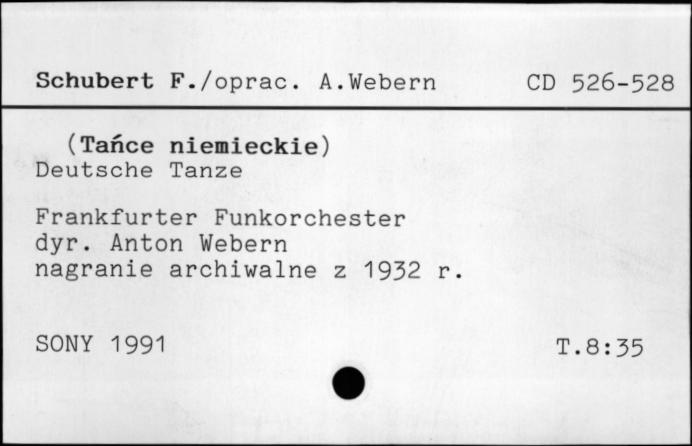 Schubert F./oprac. A.Webern CD 526-528
(Tańce niemieckie)
Deutsche Tanze
Frankfurter Funkorchester
dyr. Anton Webern
nagranie archiwalne z 1932 r.
SONY 1991 T.8:35